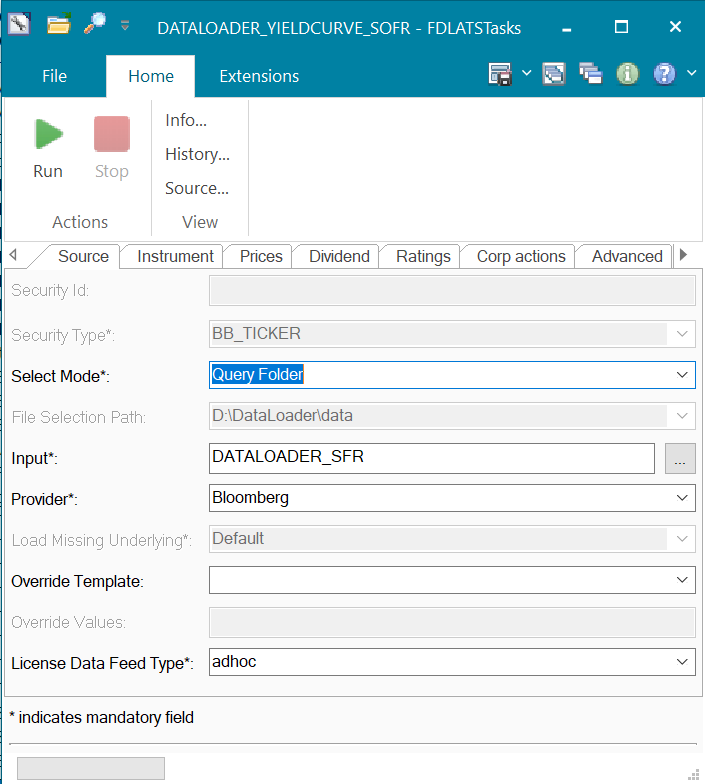 DATALOADER_YIELDCURVE_SOFR - FDLATSTasks
File Home Extensions
Run Stop
Actions
Info...
History...
Source...
View
Source Instrument Prices Dividend Ratings Corp actions Advanced
Security Id:
Security Type*: BB_TICKER
Select Mode*: Query Folder
File Selection Path: D:\DataLoader\data
Input*: DATALOADER_SFR ...
Provider*: Bloomberg
Load Missing Underlying*: Default
Override Template:
Override Values:
License Data Feed Type*: adhoc
* indicates mandatory field